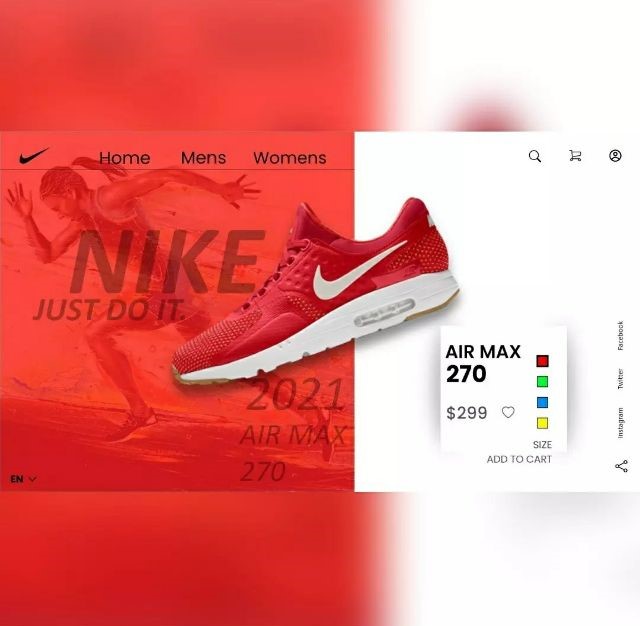 Home Mens Womens
NIKE
JUST DO IT.
2021
AIR MAX
270
AIR MAX
270
$299
SIZE
ADD TO CART
Facebook
Twitter
Instagram
EN